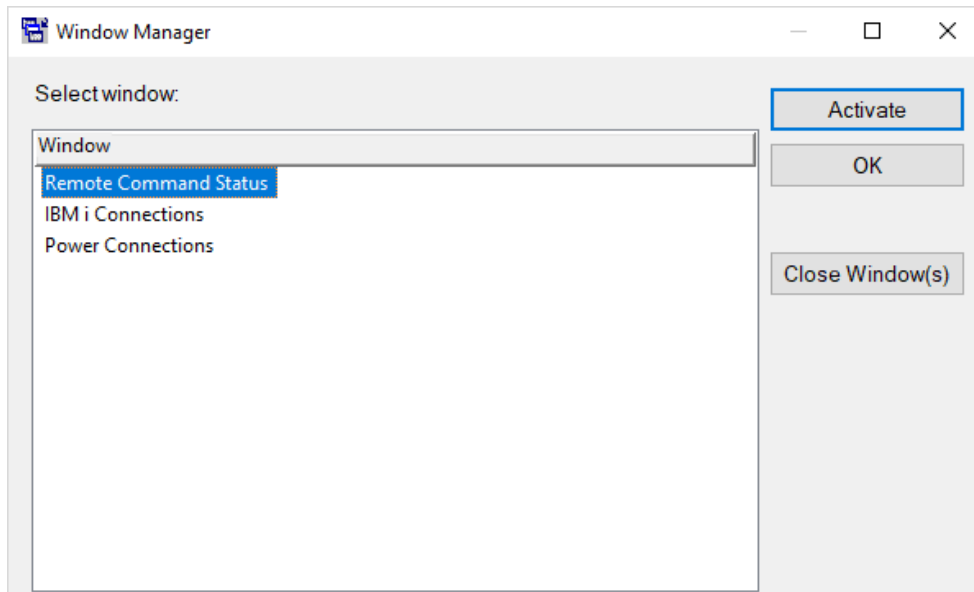 Window Manager
Select window:
Activate
Window
OK
Remote Command Status
IBM i Connections
Power Connections
Close Window(s)